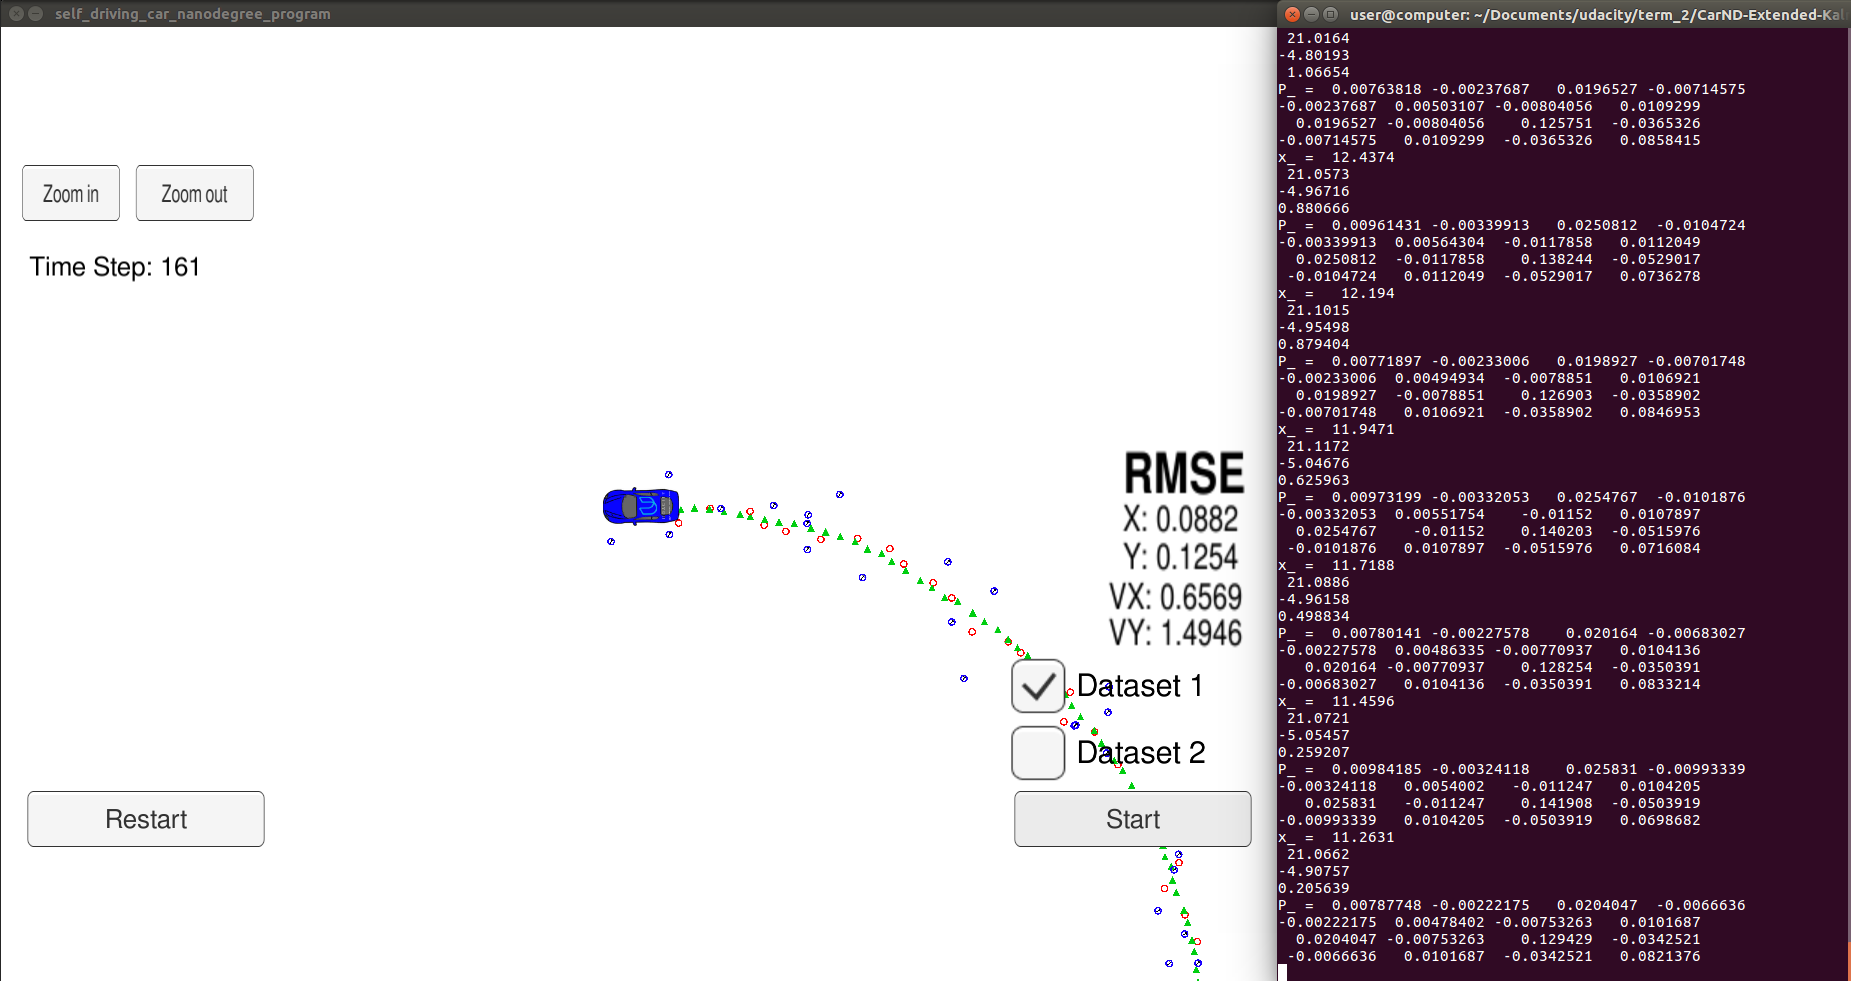 self_driving_car_nanodegree_program
Zoom in
Zoom out
Time Step: 161
RMSE
X: 0.0882
Y: 0.1254
VX: 0.6569
VY: 1.4946
Dataset 1
Dataset 2
Restart
Start
user@computer: ~/Documents/udacity/term_2/CarND-Extended-Kal
21.0164
-4.80193
1.06654
P_ =  0.00763818 -0.00237687   0.0196527 -0.00714575
-0.00237687  0.00503107 -0.00804056   0.0109299
0.0196527 -0.00804056    0.125751  -0.0365326
-0.00714575   0.0109299  -0.0365326   0.0858415
x_ =  12.4374
21.0573
-4.96716
0.880666
P_ =  0.00961431 -0.00339913   0.0250812  -0.0104724
-0.00339913  0.00564304  -0.0117858   0.0112049
0.0250812  -0.0117858    0.138244  -0.0529017
-0.0104724   0.0112049  -0.0529017   0.0736278
x_ =   12.194
21.1015
-4.95498
0.879404
P_ =  0.00771897 -0.00233006   0.0198927 -0.00701748
-0.00233006  0.00494934  -0.0078851   0.0106921
0.0198927  -0.0078851    0.126903  -0.0358902
-0.00701748   0.0106921  -0.0358902   0.0846953
x_ =  11.9471
21.1172
-5.04676
0.625963
P_ =  0.00973199 -0.00332053   0.0254767  -0.0101876
-0.00332053  0.00551754    -0.01152   0.0107897
0.0254767    -0.01152    0.140203  -0.0515976
-0.0101876   0.0107897  -0.0515976   0.0716084
x_ =  11.7188
21.0886
-4.96158
0.498834
P_ =  0.00780141 -0.00227578    0.020164 -0.00683027
-0.00227578  0.00486335 -0.00770937   0.0104136
0.020164 -0.00770937    0.128254  -0.0350391
-0.00683027   0.0104136  -0.0350391   0.0833214
x_ =  11.4596
21.0721
-5.05457
0.259207
P_ =  0.00984185 -0.00324118    0.025831 -0.00993339
-0.00324118   0.0054002   -0.011247   0.0104205
0.025831   -0.011247    0.141908  -0.0503919
-0.00993339   0.0104205  -0.0503919   0.0698682
x_ =  11.2631
21.0662
-4.90757
0.205639
P_ =  0.00787748 -0.00222175   0.0204047  -0.0066636
-0.00222175  0.00478402 -0.00753263   0.0101687
0.0204047 -0.00753263    0.129429  -0.0342521
-0.0066636   0.0101687  -0.0342521   0.0821376